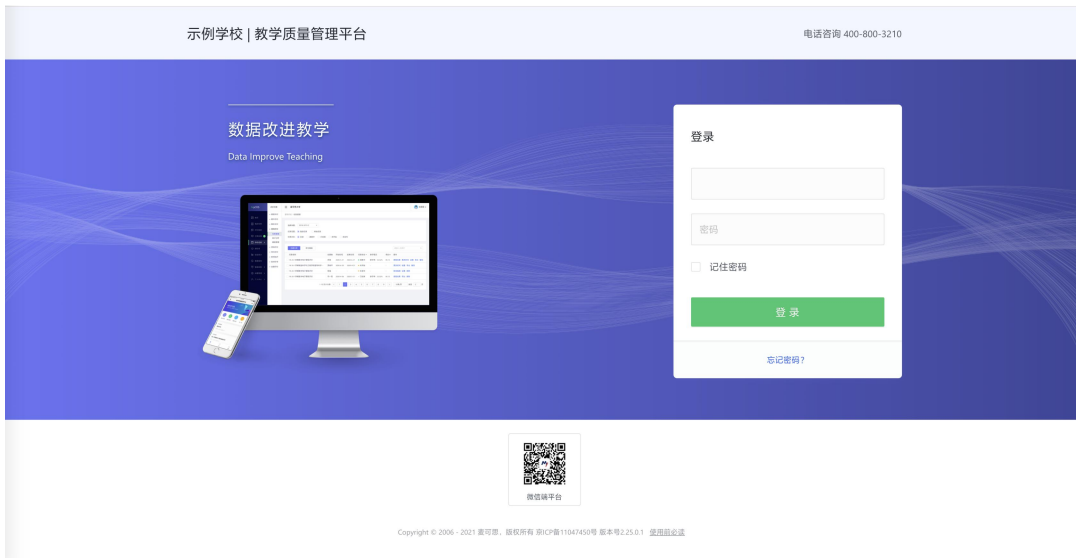 示例学校 | 教学质量管理平台
电话咨询 400-800-3210
数据改进教学
Data Improve Teaching
登录
密码
记住密码
登 录
忘记密码?
微信端平台
Copyright © 2006 - 2021 麦可思，版权所有 京ICP备11047450号 版本号2.25.0.1 使用前必读